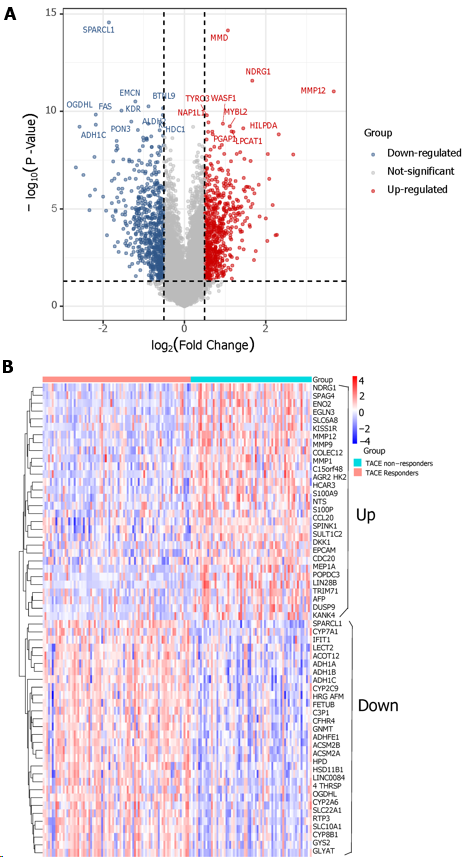 A
SPARCL1
MMD
NDRG1
MMP12
EMCN
BTNL9
TYRO3
WASF1
OGDHL
FAS
KDR
NAP1L1
MYBL2
ALDH2
HILPDA
ADH1C
PON3
HDC1
PGAP1
LPCAT1
Group
Down-regulated
Not-significant
Up-regulated
− log10(P -Value)
15
10
5
0
-2
0
2
log2(Fold Change)
B
Group
NDRG1
SPAG4
ENO2
EGLN3
SLC6A8
KISS1R
MMP12
MMP9
COLEC12
MMP1
C15orf48
AGR2 HK2
HCAR3
S100A9
NTS
S100P
CCL20
SPINK1
SULT1C2
DKK1
EPCAM
CDC20
MEP1A
POPDC3
LIN28B
TRIM71
AFP
DUSP9
KANK4
SPARCL1
CYP7A1
IFIT1
LECT2
ACOT12
ADH1A
ADH1B
ADH1C
CYP2C9
HRG AFM
FETUB
C3P1
CFHR4
GNMT
ADHFE1
ACSM2B
ACSM2A
HPD
HSD11B1
LINC0084
4 THRSP
OGDHL
CYP2A6
SLC22A1
RTP3
SLC10A1
CYP8B1
GYS2
GLYAT
4
2
0
−2
−4
Group
TACE non−responders
TACE Responders
Up
Down